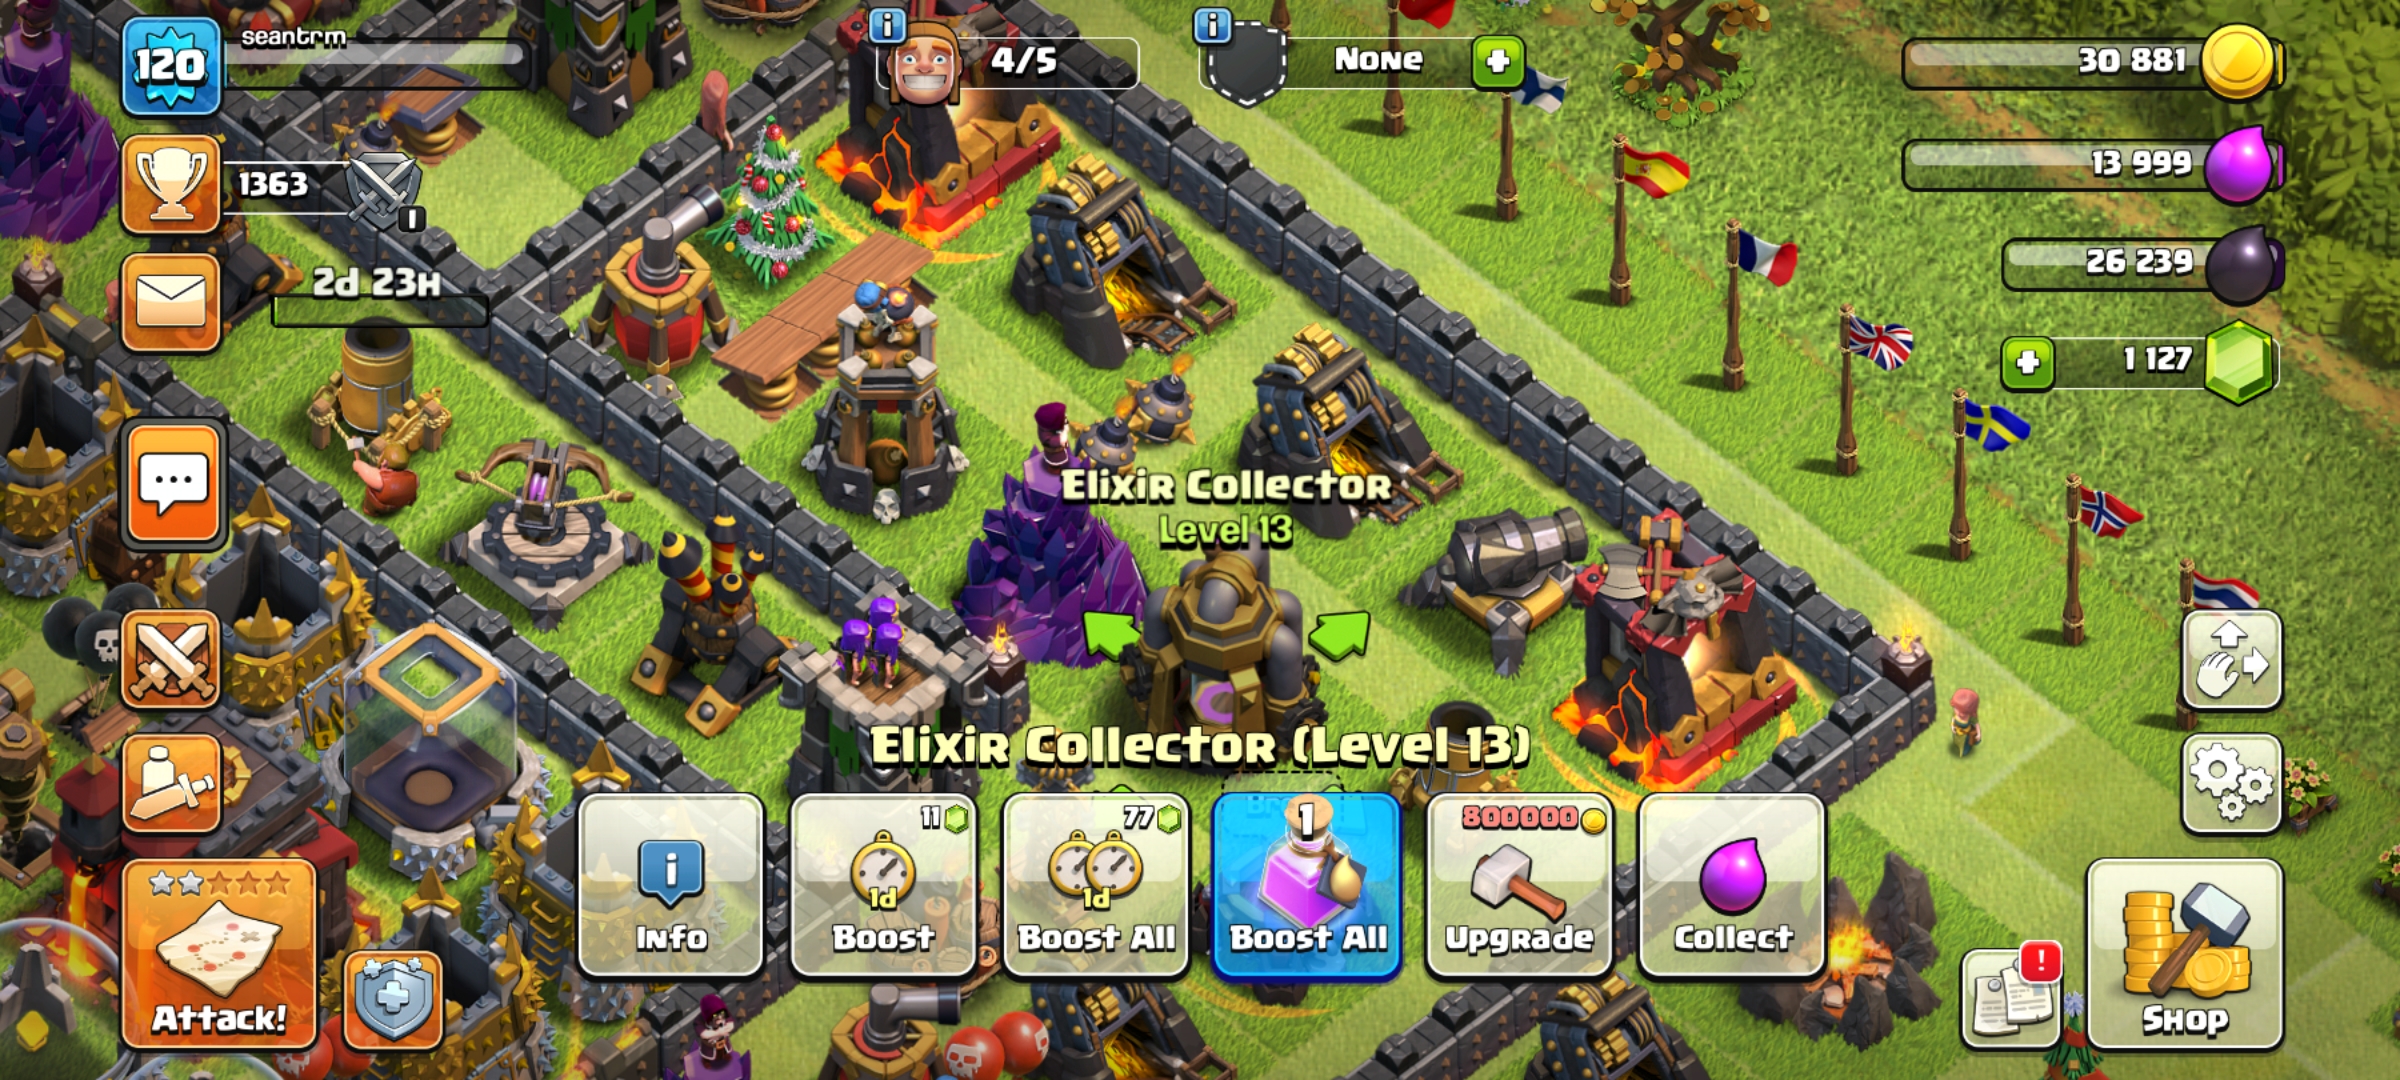 120
seantrm
4/5
None
30 881
1363
I
13 999
2d 23h
26 239
1 127
Elixir Collector
Level 13
Elixir Collector (Level 13)
Info
11
1d
Boost
77
1d
Boost All
1
Boost All
800000
Upgrade
Collect
Attack!
!
Shop